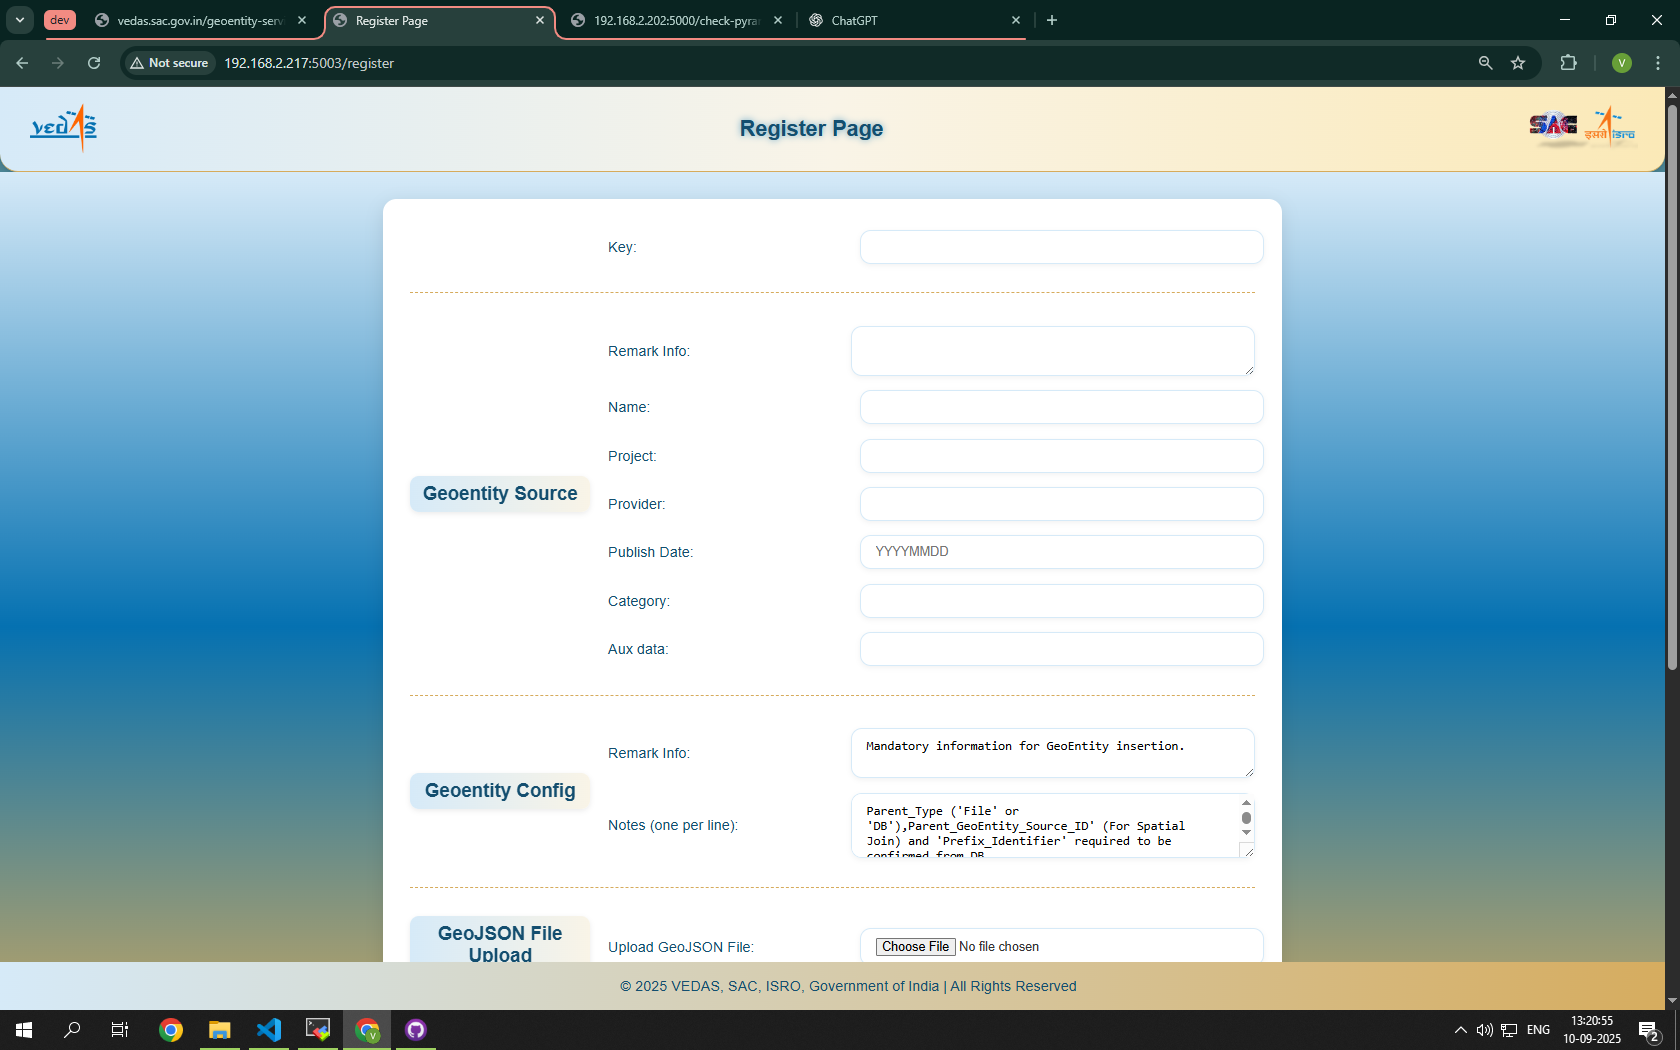 dev
vedas.sac.gov.in/geoentity-serv
Register Page
192.168.2.202:5000/check-pyra
ChatGPT
Not secure
192.168.2.217:5003/register
V
vedas
Register Page
SAC
इसरो isro
Key:
Remark Info:
Name:
Project:
Geoentity Source
Provider:
Publish Date:
YYYYMMDD
Category:
Aux data:
Remark Info:
Mandatory information for GeoEntity insertion.
Geoentity Config
Notes (one per line):
Parent_Type ('File' or
'DB'),Parent_GeoEntity_Source_ID' (For Spatial
Join) and 'Prefix_Identifier' required to be
confirmed from DB
GeoJSON File
Upload
Upload GeoJSON File:
Choose File No file chosen
© 2025 VEDAS, SAC, ISRO, Government of India | All Rights Reserved
V
ENG
13:20:55
10-09-2025
2